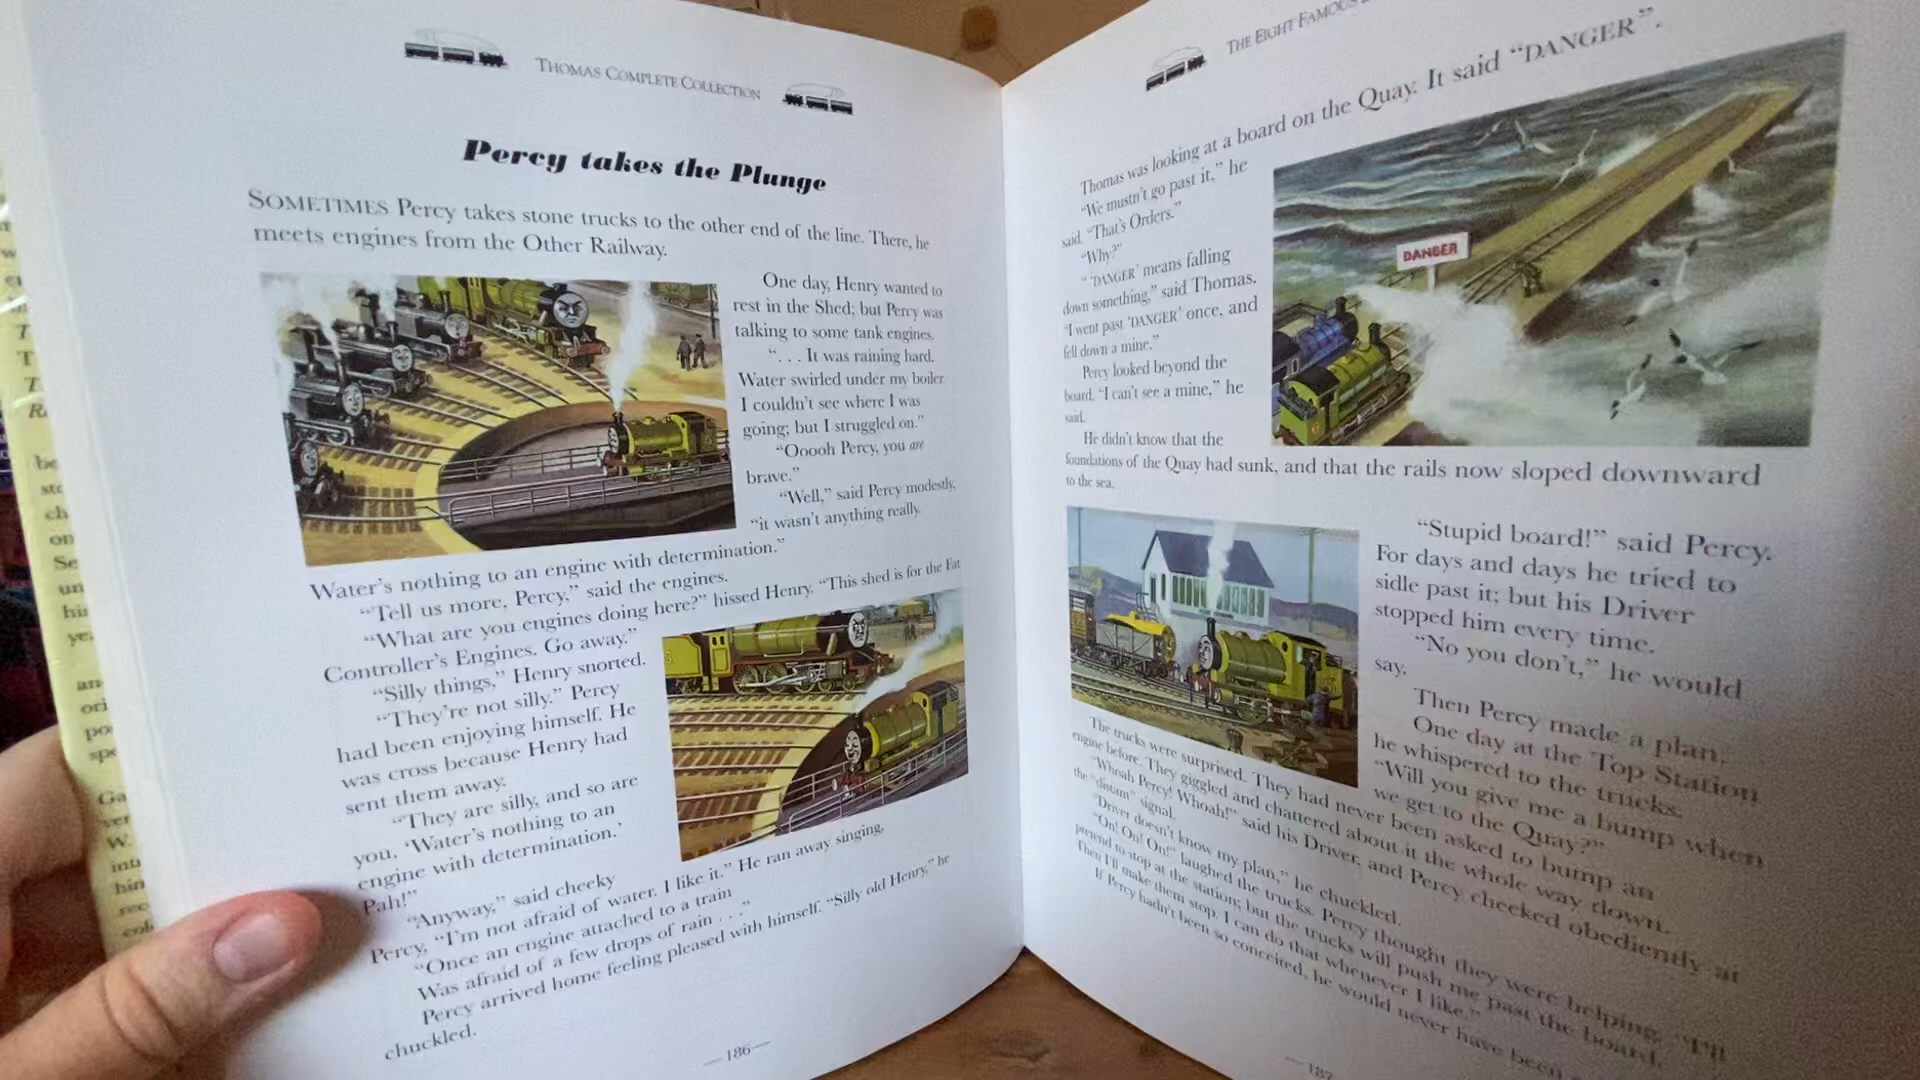 THOMAS COMPLETE COLLECTION
Percy takes the Plunge
SOMETIMES Percy takes stone trucks to the other end of the line. There, he
meets engines from the Other Railway.
One day, Henry wanted to
rest in the Shed; but Percy was
talking to some tank engines.
“. . . It was raining hard.
Water swirled under my boiler
I couldn’t see where I was
going; but I struggled on.”
“Ooooh Percy, you are
brave.”
“Well,” said Percy modestly,
“it wasn’t anything really.
Water’s nothing to an engine with determination.”
“Tell us more, Percy,” said the engines.
“What are you engines doing here?” hissed Henry. “This shed is for the Fat
Controller’s Engines. Go away.”
“Silly things,” Henry snorted.
“They’re not silly.” Percy
had been enjoying himself. He
was cross because Henry had
sent them away.
“They are silly, and so are
you. ‘Water’s nothing to an
engine with determination.’
Pah!”
“Anyway,” said cheeky
Percy, “I’m not afraid of water. I like it.” He ran away singing,
“Once an engine attached to a train
Was afraid of a few drops of rain . . .”
Percy arrived home feeling pleased with himself. “Silly old Henry,” he
chuckled.
—186—
THE EIGHT FAMOUS
Thomas was looking at a board on the Quay. It said “DANGER”.
“We mustn’t go past it,” he
said. “That’s Orders.”
“Why?”
“ ‘DANGER’ means falling
down something,” said Thomas.
“I went past ‘DANGER’ once, and
fell down a mine.”
Percy looked beyond the
board. “I can’t see a mine,” he
said.
He didn’t know that the
foundations of the Quay had sunk, and that the rails now sloped downward
to the sea.
DANGER
“Stupid board!” said Percy.
For days and days he tried to
sidle past it; but his Driver
stopped him every time.
“No you don’t,” he would
say.
Then Percy made a plan.
One day at the Top Station
he whispered to the trucks.
“Will you give me a bump when
we get to the Quay?”
The trucks were surprised. They had never been asked to bump an
engine before. They giggled and chattered about it the whole way down.
“Whoah Percy! Whoah!” said his Driver, and Percy checked obediently at
the “distant” signal.
“Driver doesn’t know my plan,” he chuckled.
“On! On! On!” laughed the trucks. Percy thought they were helping. “I’ll
pretend to stop at the station; but the trucks will push me past the board.
Then I’ll make them stop. I can do that whenever I like.”
If Percy hadn’t been so conceited, he would never have been
—187